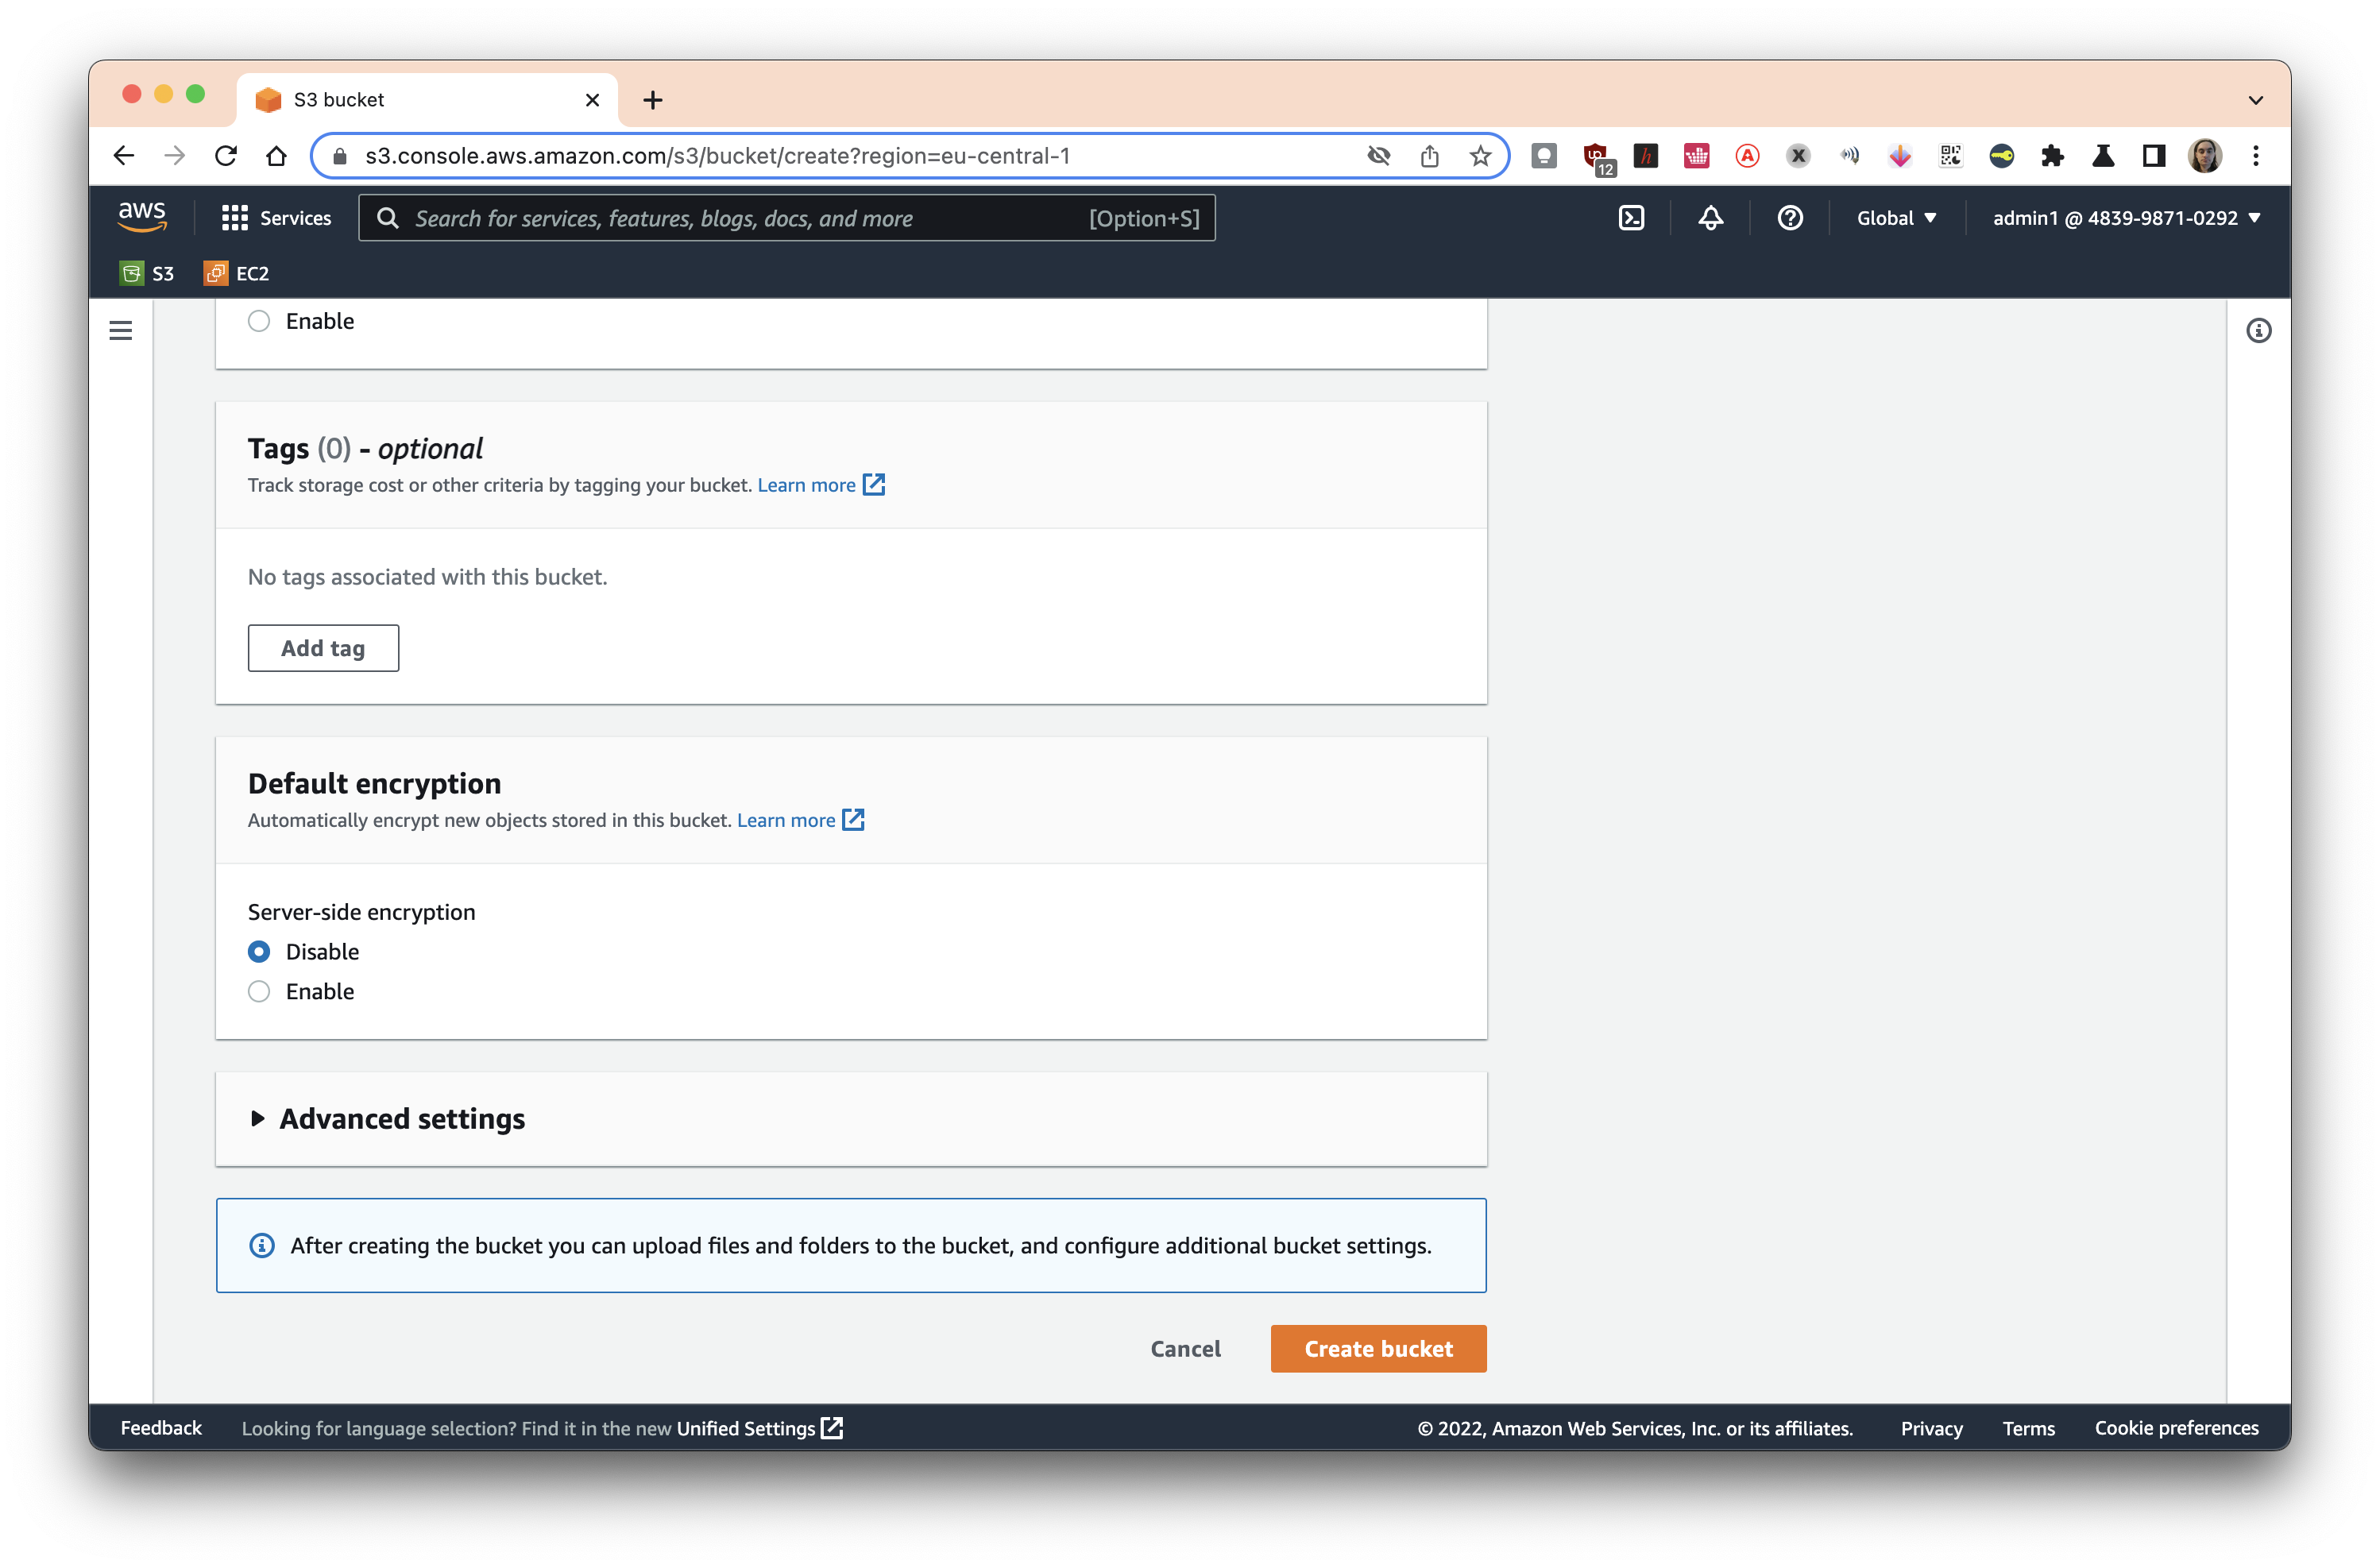 S3 bucket
s3.console.aws.amazon.com/s3/bucket/create?region=eu-central-1
12
aws
Services
Search for services, features, blogs, docs, and more [Option+S]
Global
admin1 @ 4839-9871-0292
S3
EC2
Enable
Tags (0) - optional
Track storage cost or other criteria by tagging your bucket. Learn more
No tags associated with this bucket.
Add tag
Default encryption
Automatically encrypt new objects stored in this bucket. Learn more
Server-side encryption
Disable
Enable
Advanced settings
After creating the bucket you can upload files and folders to the bucket, and configure additional bucket settings.
Cancel
Create bucket
Feedback
Looking for language selection? Find it in the new Unified Settings
© 2022, Amazon Web Services, Inc. or its affiliates.
Privacy
Terms
Cookie preferences